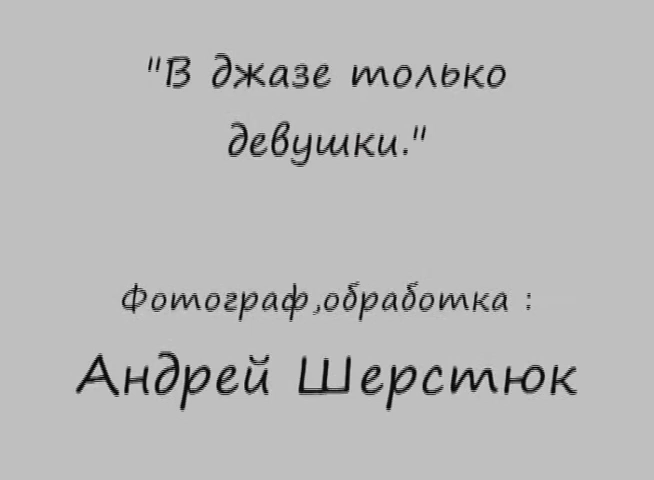 "В джазе только
девушки."
Фотограф,обработка :
Андрей Шерстюк